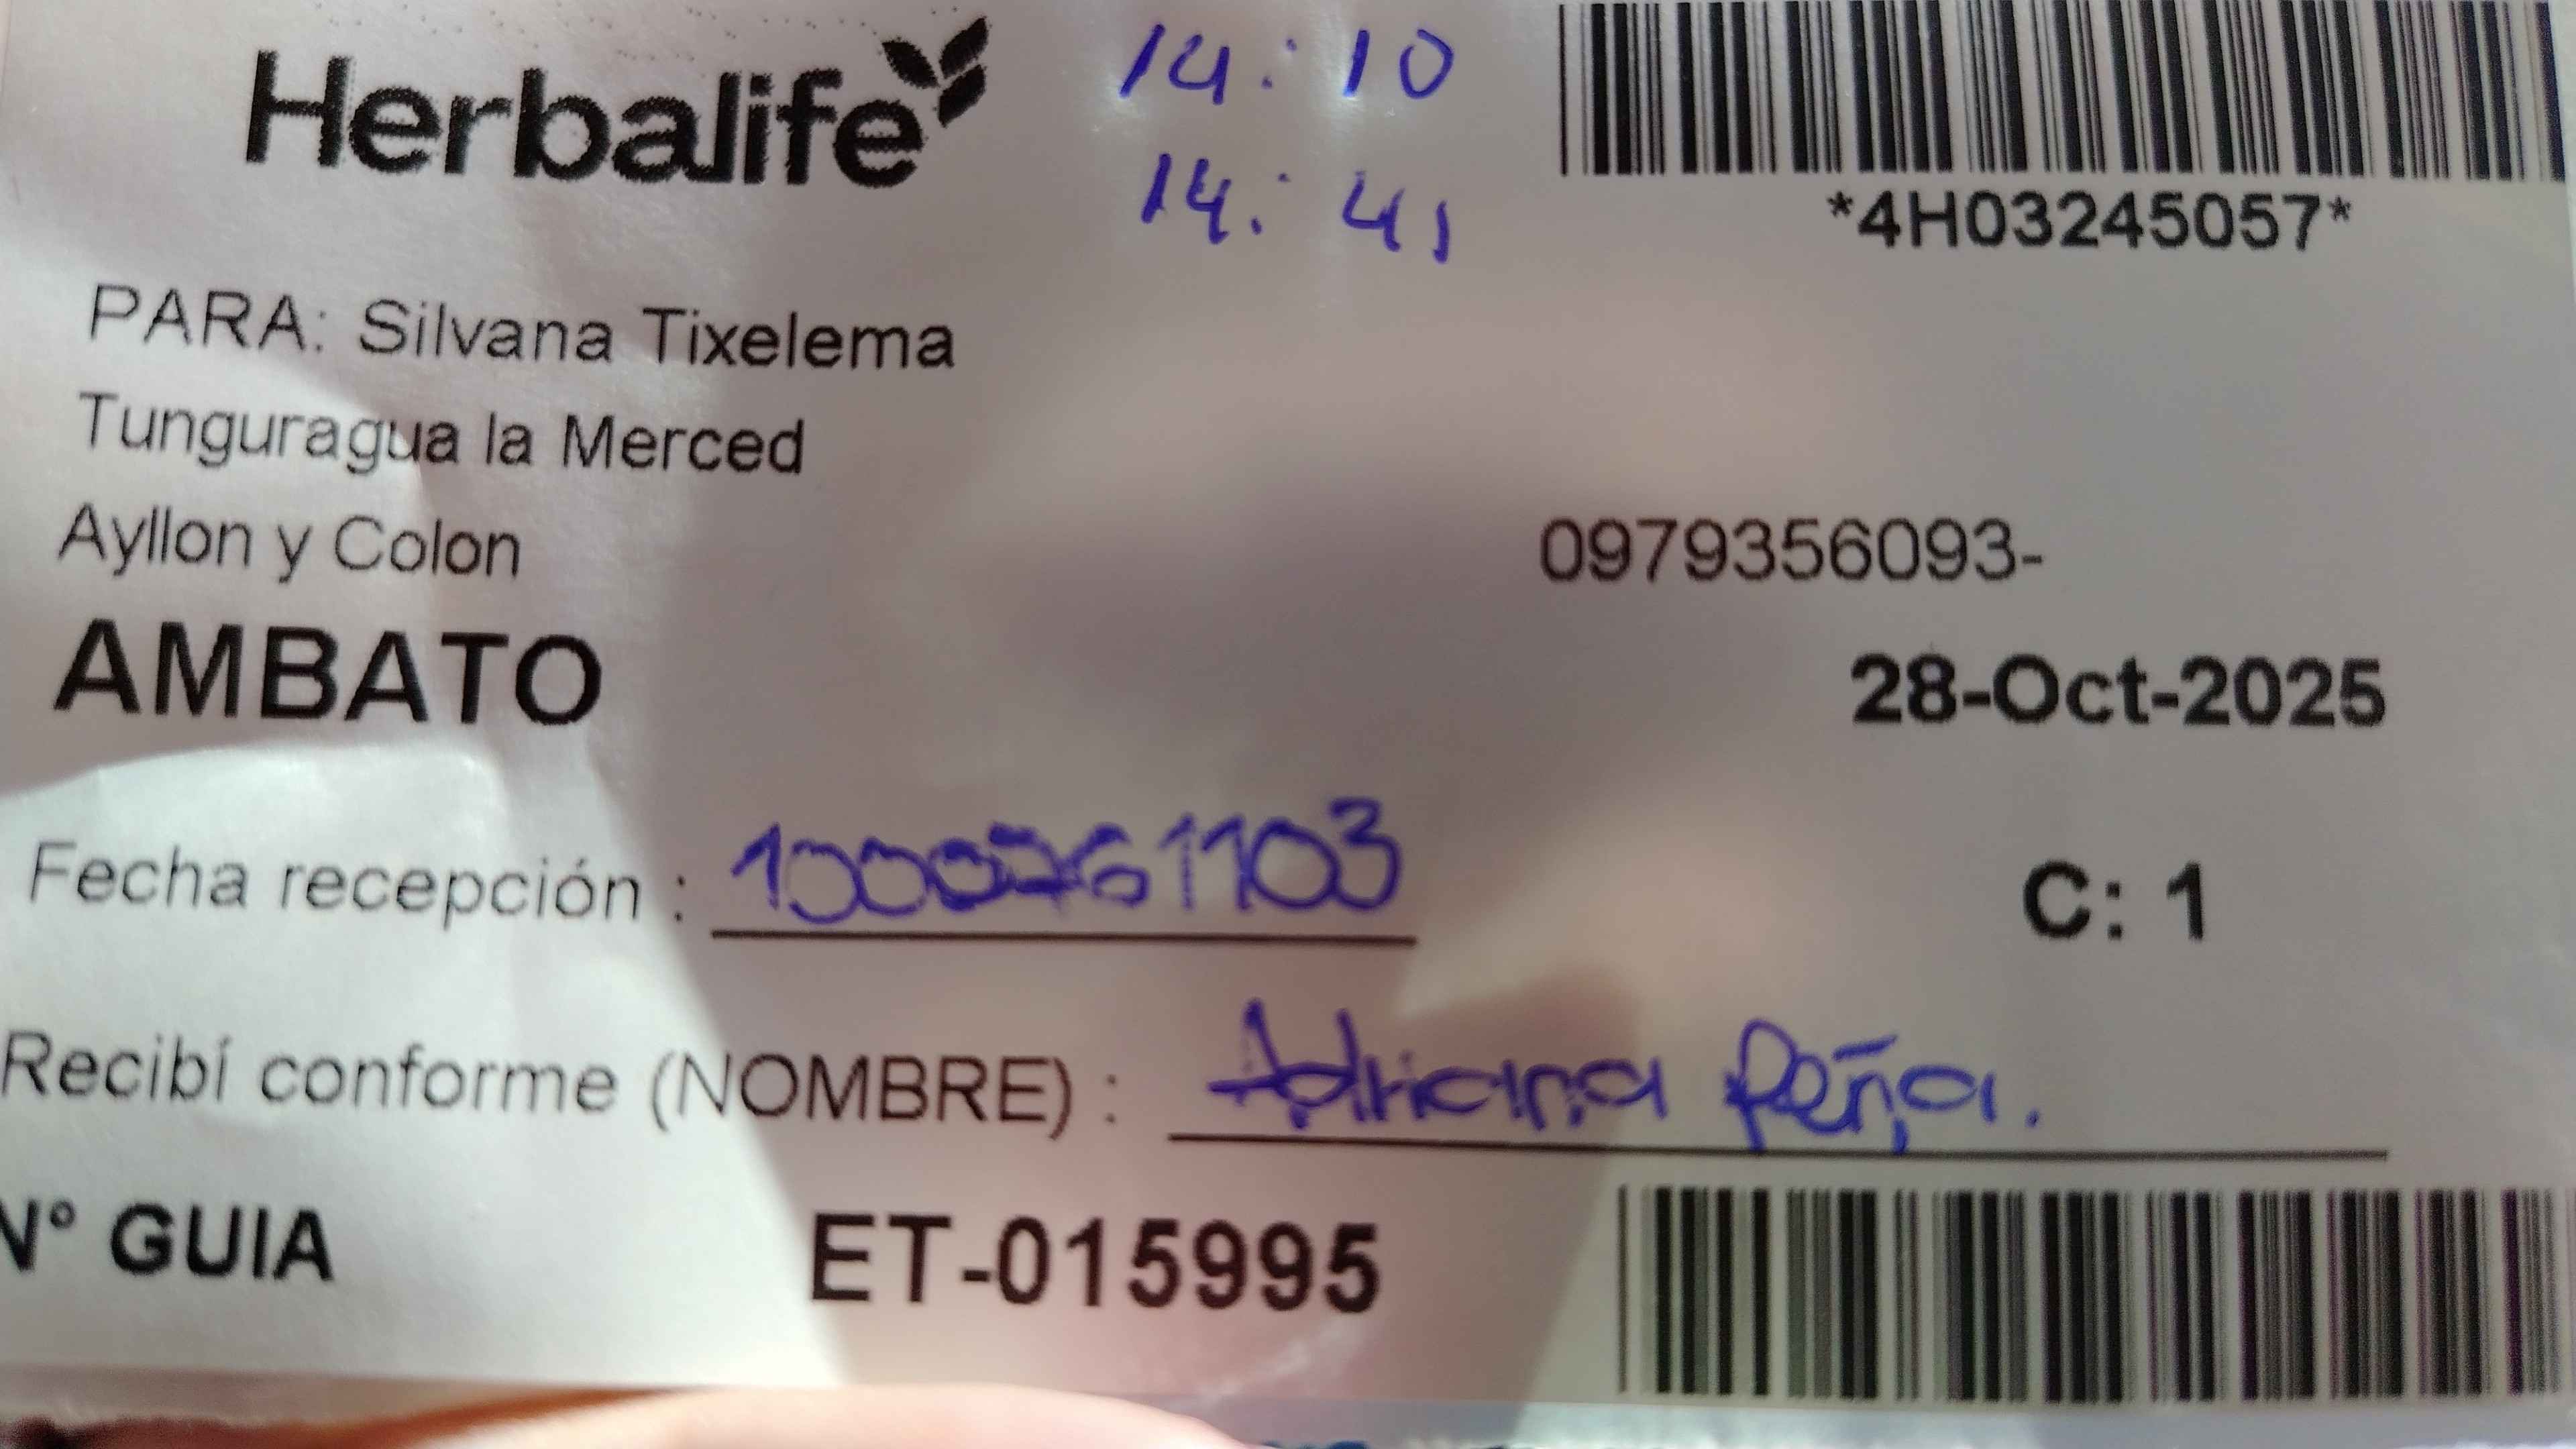 Herbalife
14:10
14:41
*4H03245057*
PARA: Silvana Tixelema
Tunguragua la Merced
Ayllon y Colon
0979356093-
AMBATO
28-Oct-2025
Fecha recepción :
C: 1
Recibí conforme (NOMBRE) : Adriana Peña.
N° GUIA ET-015995